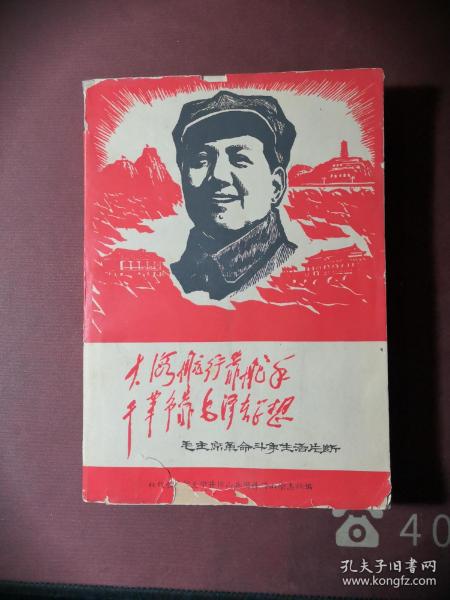 大海航行靠舵手
干革命靠毛泽东思想
毛主席革命斗争生活片断
40
孔夫子旧书网
www.kongfz.com